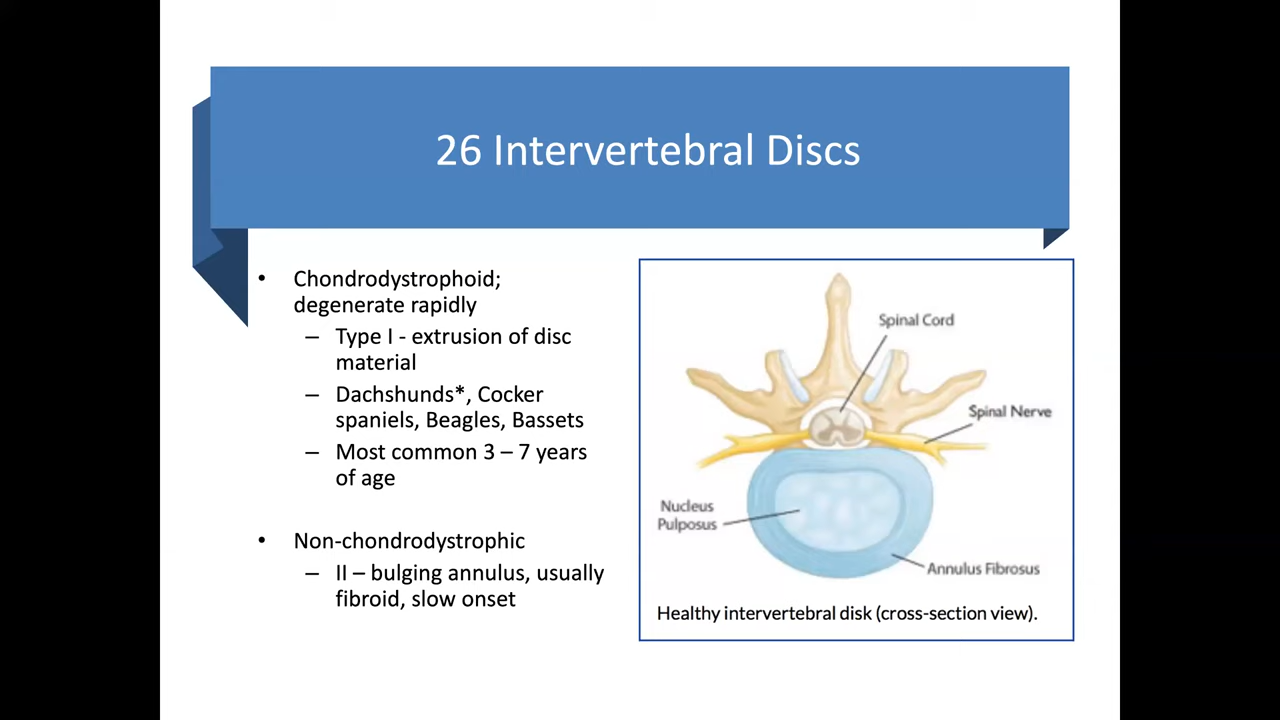 26 Intervertebral Discs
• Chondrodystrophoid;
degenerate rapidly
– Type I - extrusion of disc
material
– Dachshunds*, Cocker
spaniels, Beagles, Bassets
– Most common 3 – 7 years
of age
• Non-chondrodystrophic
– II – bulging annulus, usually
fibroid, slow onset
Spinal Cord
Spinal Nerve
Nucleus
Pulposus
Annulus Fibrosus
Healthy intervertebral disk (cross-section view).